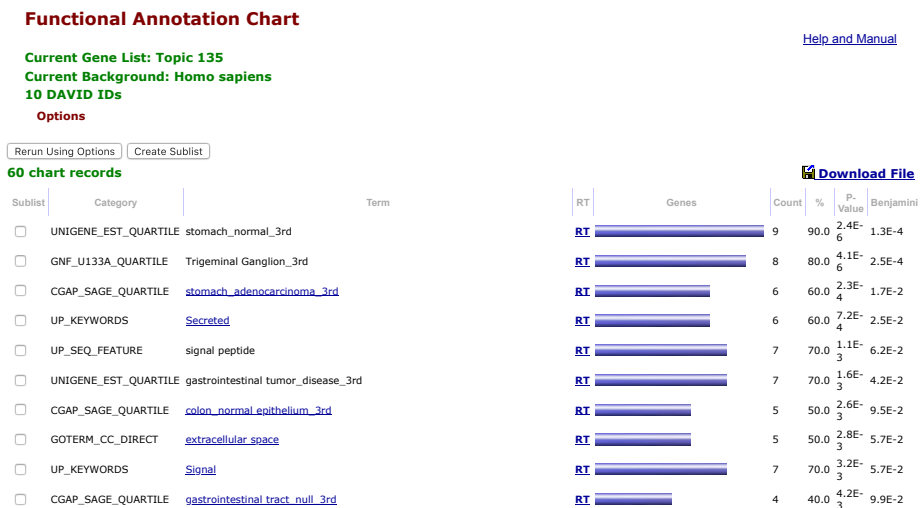 Functional Annotation Chart
Help and Manual
Current Gene List: Topic 135
Current Background: Homo sapiens
10 DAVID IDs
Options
Rerun Using Options Create Sublist
60 chart records Download File
Sublist Category Term RT Genes Count % P-Value Benjamini
UNIGENE_EST_QUARTILE stomach_normal_3rd RT 9 90.0 2.4E-6 1.3E-4
GNF_U133A_QUARTILE Trigeminal Ganglion_3rd RT 8 80.0 4.1E-6 2.5E-4
CGAP_SAGE_QUARTILE stomach_adenocarcinoma_3rd RT 6 60.0 2.3E-4 1.7E-2
UP_KEYWORDS Secreted RT 6 60.0 7.2E-4 2.5E-2
UP_SEQ_FEATURE signal peptide RT 7 70.0 1.1E-3 6.2E-2
UNIGENE_EST_QUARTILE gastrointestinal tumor_disease_3rd RT 7 70.0 1.6E-3 4.2E-2
CGAP_SAGE_QUARTILE colon_normal epithelium_3rd RT 5 50.0 2.6E-3 9.5E-2
GOTERM_CC_DIRECT extracellular space RT 5 50.0 2.8E-3 5.7E-2
UP_KEYWORDS Signal RT 7 70.0 3.2E-3 5.7E-2
CGAP_SAGE_QUARTILE gastrointestinal tract_null_3rd RT 4 40.0 4.2E-3 9.9E-2